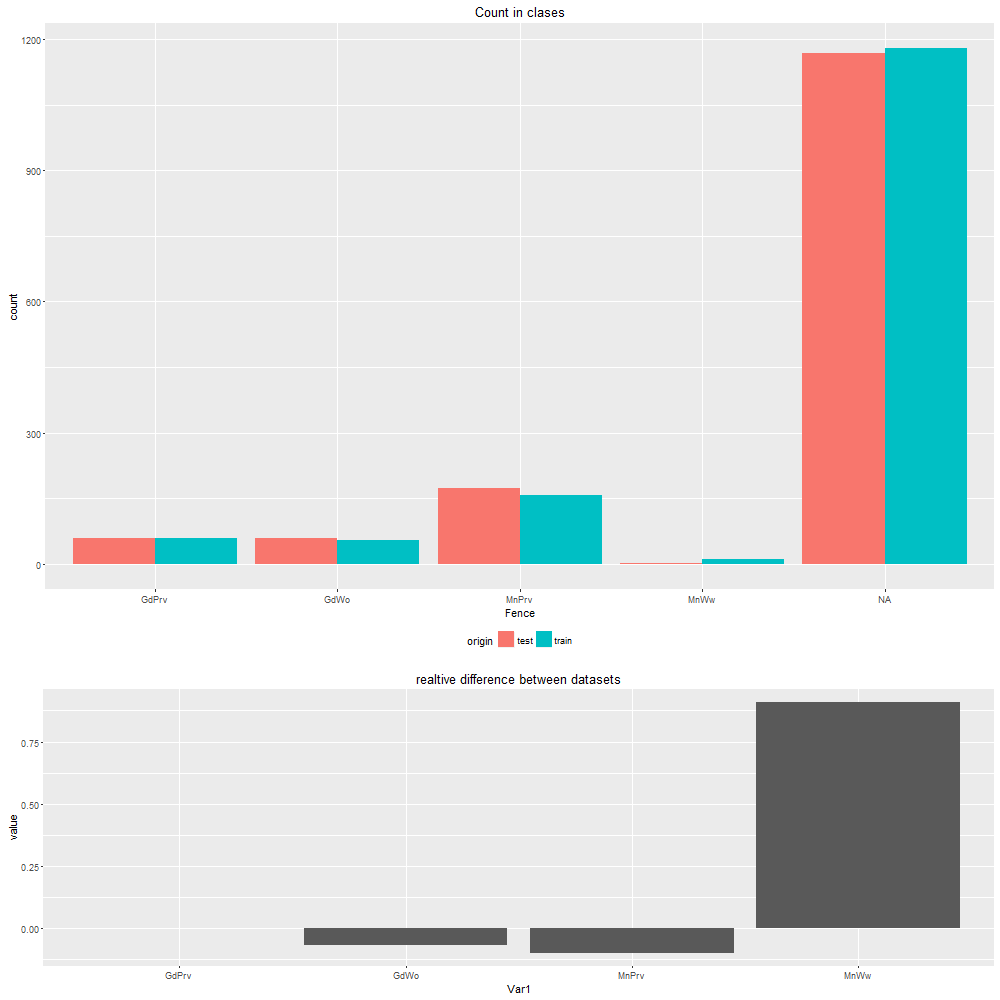 Count in clases
1200
900
600
300
0
count
GdPrv GdWo MnPrv MnWw NA
Fence
origin test train
realtive difference between datasets
0.75
0.50
0.25
0.00
value
GdPrv GdWo MnPrv MnWw
Var1